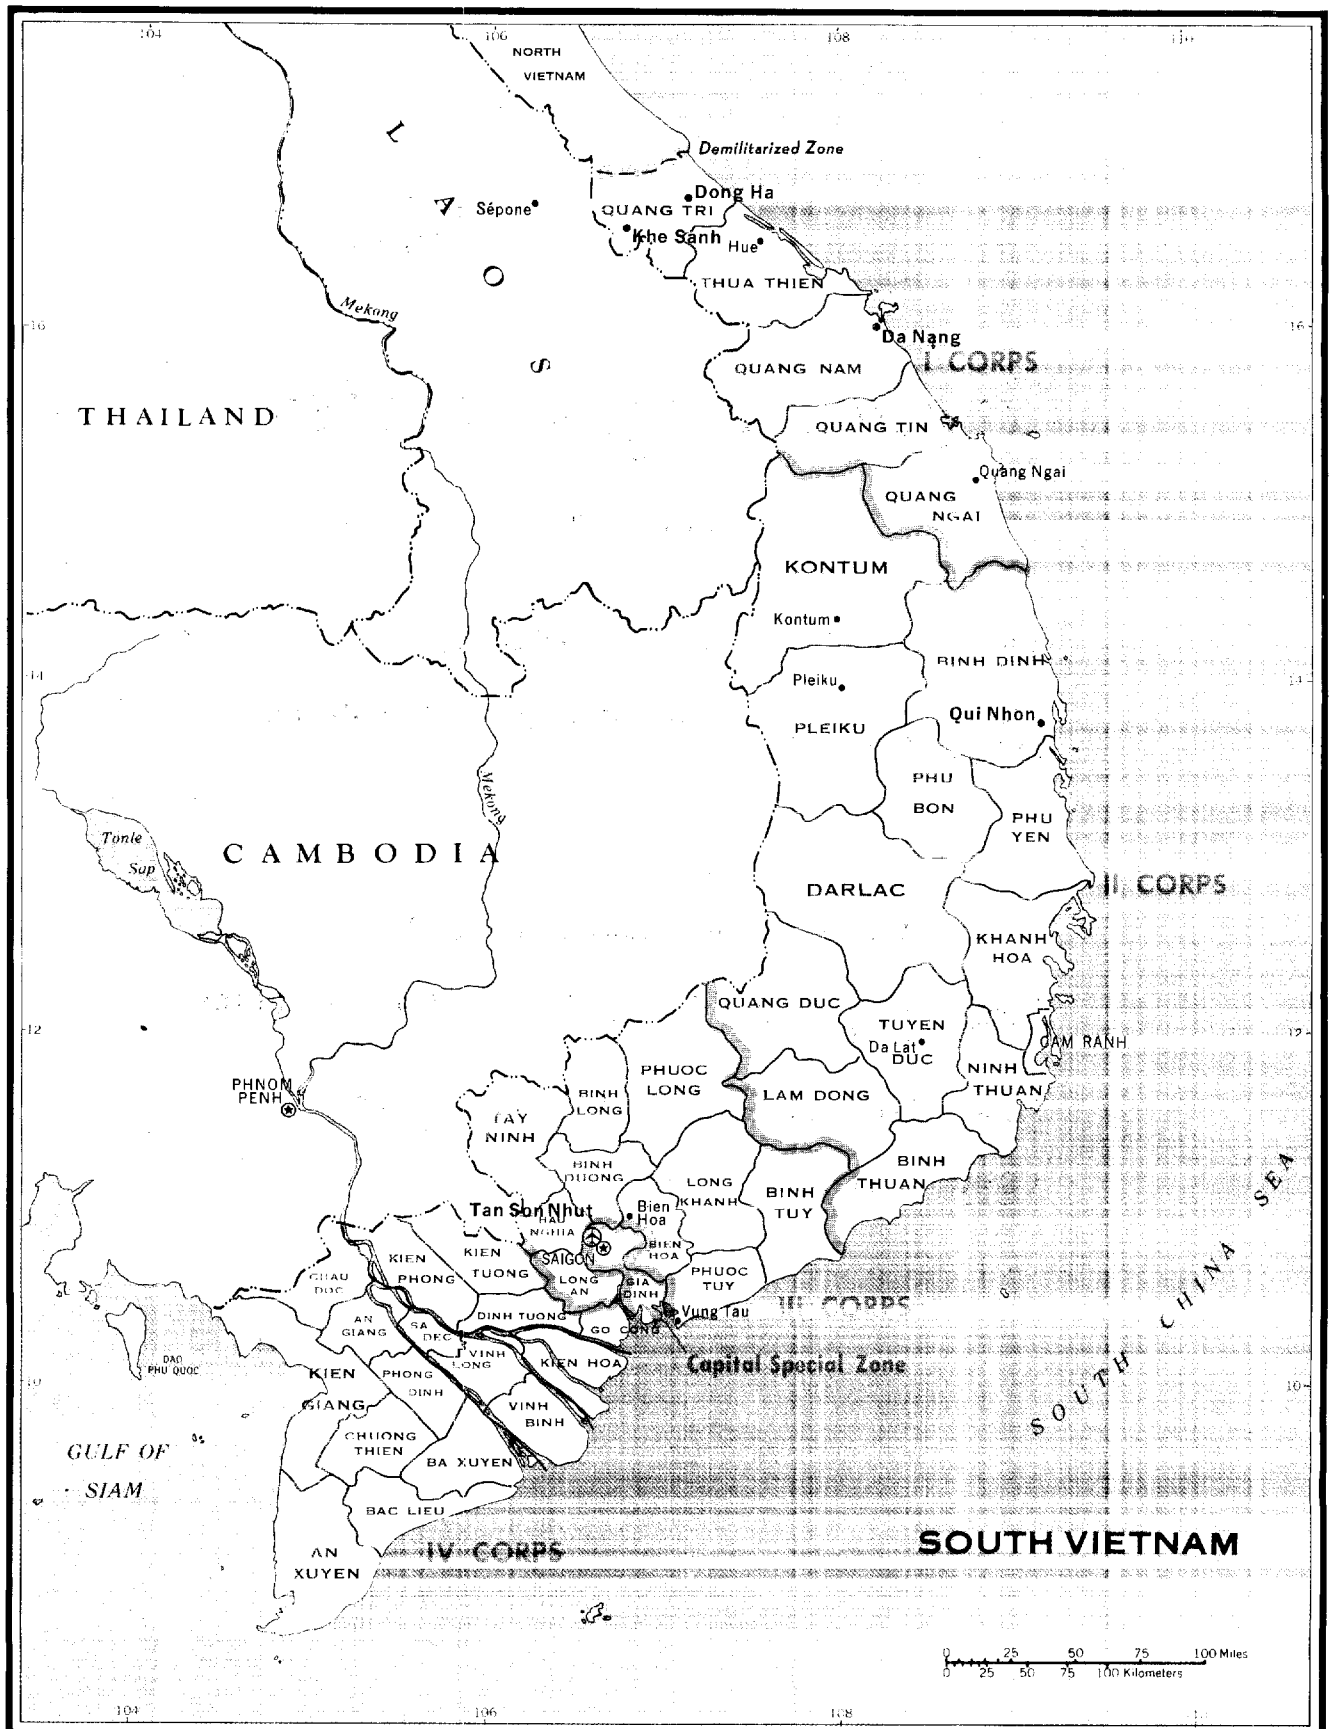 104
106
108
110
NORTH
VIETNAM
Demilitarized Zone
L
A
O
S
Sépone
Dong Ha
QUANG TRI
Khe Sanh
Hue
THUA THIEN
Mekong
16
16
Da Nang
I CORPS
QUANG NAM
THAILAND
QUANG TIN
Quang Ngai
QUANG
NGAI
KONTUM
Kontum
BINH DINH
14
14
Pleiku
Qui Nhon
PLEIKU
PHU
BON
Mekong
PHU
YEN
Tonle
Sap
CAMBODIA
DARLAC
II CORPS
KHANH
HOA
QUANG DUC
12
12
TUYEN
DUC
Da Lat
CAM RANH
PHUOC
LONG
NINH
THUAN
PHNOM
PENH
LAM DONG
BINH
LONG
TAY
NINH
BINH
THUAN
BINH
DUONG
LONG
KHANH
BINH
TUY
Tan Son Nhut
Bien
Hoa
HAU
NGHIA
SAIGON
BIEN
HOA
KIEN
PHONG
KIEN
TUONG
PHUOC
TUY
CHAU
DOC
LONG
AN
GIA
DINH
III CORPS
Vung Tau
DINH TUONG
GO CONG
AN
GIANG
SA
DEC
VINH
LONG
KIEN HOA
Capital Special Zone
DAO
PHU QUOC
KIEN
GIANG
PHONG
DINH
10
10
VINH
BINH
CHUONG
THIEN
BA XUYEN
GULF OF
SIAM
SOUTH CHINA SEA
BAC LIEU
IV CORPS
AN
XUYEN
SOUTH VIETNAM
0 25 50 75 100 Miles
0 25 50 75 100 Kilometers
104
106
108